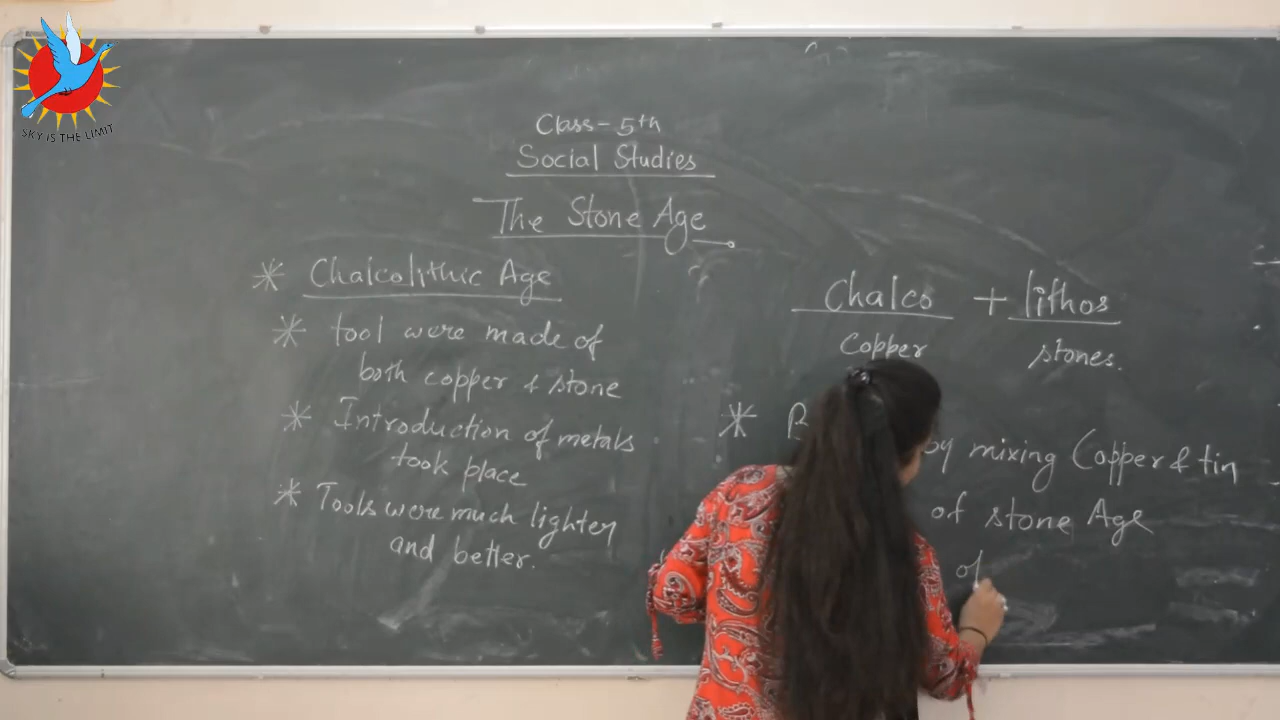 SKY IS THE LIMIT
Class - 5th
Social Studies
The Stone Age
* Chalcolithic Age
* tool were made of
both copper & stone
* Introduction of metals
took place
* Tools were much lighter
and better.
Chalco + lithos
Copper stones.
* by mixing Copper & tin
of stone Age
of